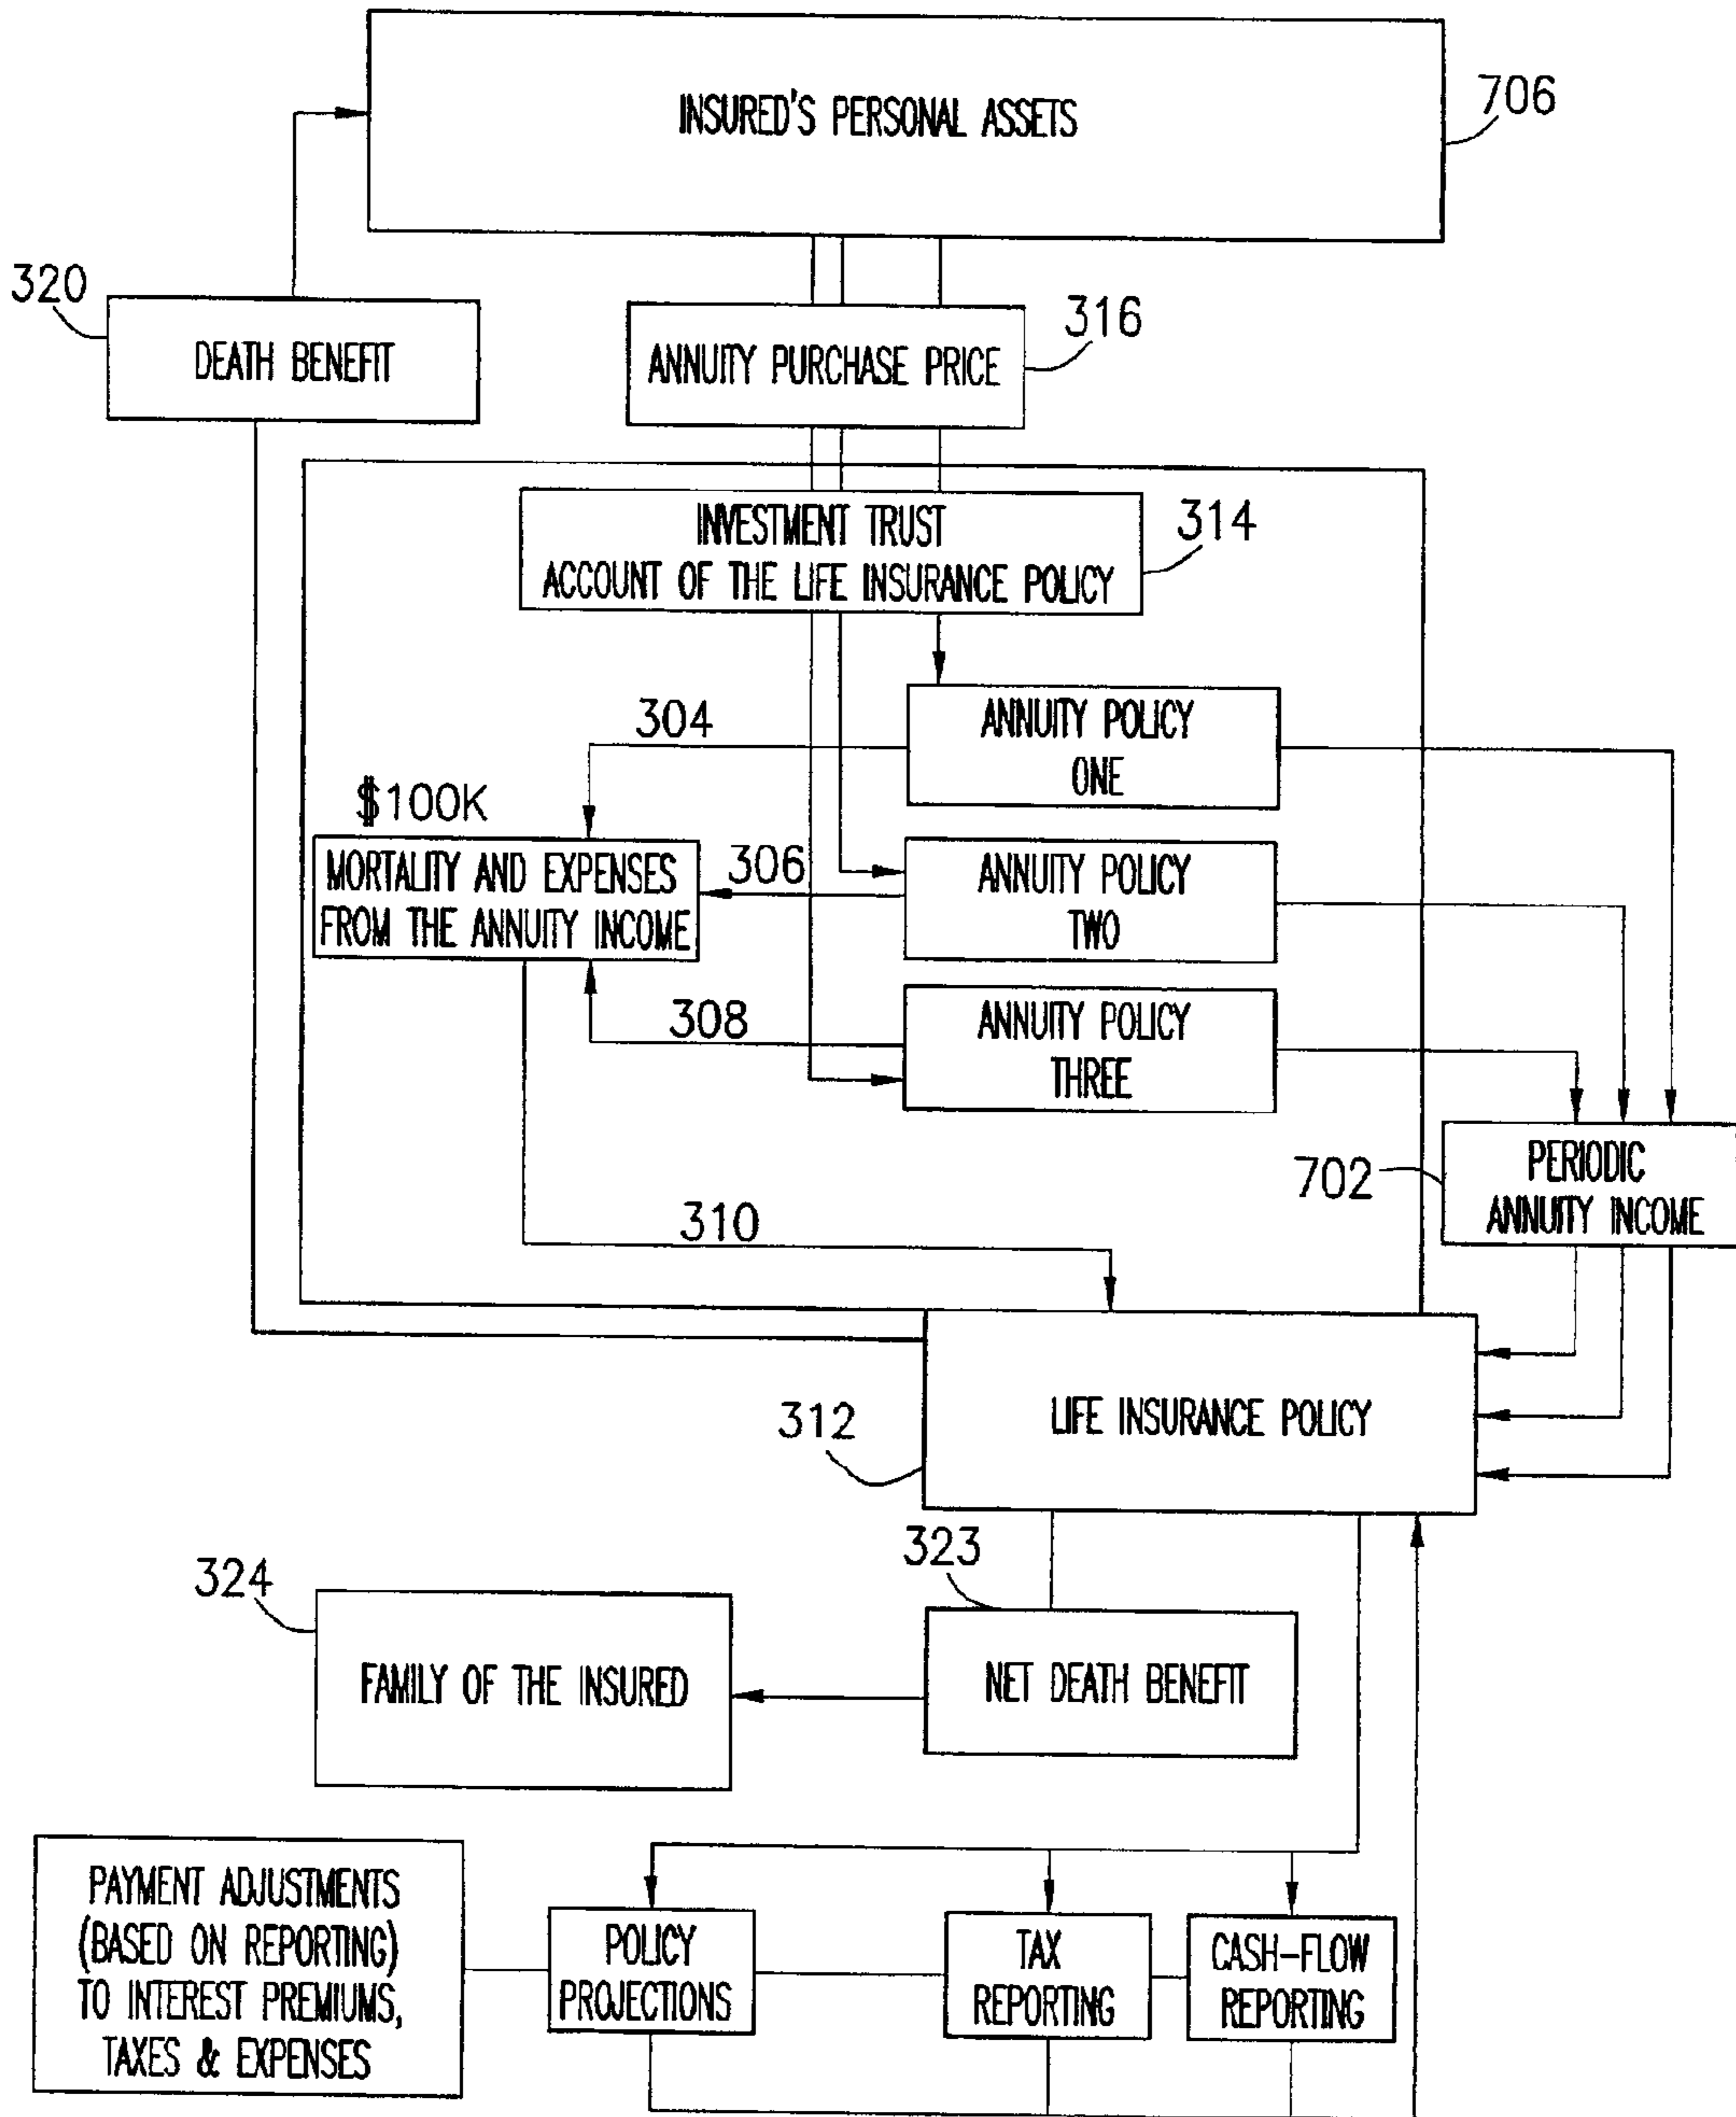 INSURED'S PERSONAL ASSETS
706
320
DEATH BENEFIT
316
ANNUITY PURCHASE PRICE
INVESTMENT TRUST
ACCOUNT OF THE LIFE INSURANCE POLICY
314
304
ANNUITY POLICY
ONE
$100K
MORTALITY AND EXPENSES
FROM THE ANNUITY INCOME
306
ANNUITY POLICY
TWO
308
ANNUITY POLICY
THREE
702
PERIODIC
ANNUITY INCOME
310
312
LIFE INSURANCE POLICY
324
323
FAMILY OF THE INSURED
NET DEATH BENEFIT
PAYMENT ADJUSTMENTS
(BASED ON REPORTING)
TO INTEREST PREMIUMS,
TAXES & EXPENSES
POLICY
PROJECTIONS
TAX
REPORTING
CASH-FLOW
REPORTING